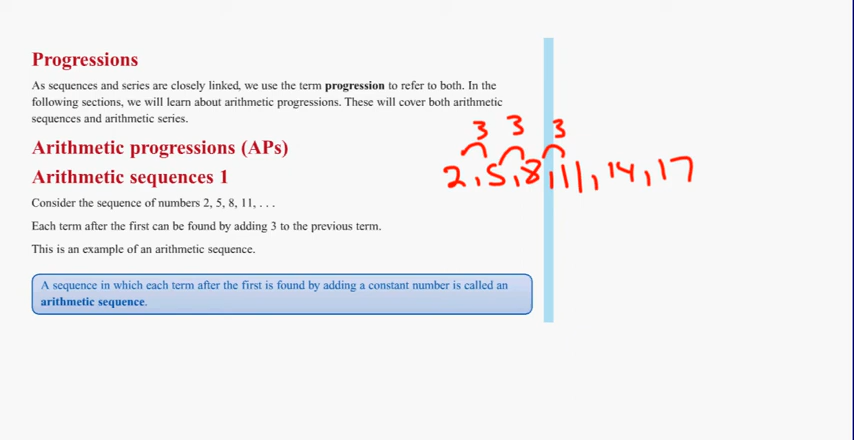 Progressions
As sequences and series are closely linked, we use the term progression to refer to both. In the
following sections, we will learn about arithmetic progressions. These will cover both arithmetic
sequences and arithmetic series.
Arithmetic progressions (APs)
Arithmetic sequences 1
Consider the sequence of numbers 2, 5, 8, 11, . . .
Each term after the first can be found by adding 3 to the previous term.
This is an example of an arithmetic sequence.
A sequence in which each term after the first is found by adding a constant number is called an
arithmetic sequence.
3 3 3
2, 5, 8, 11, 14, 17